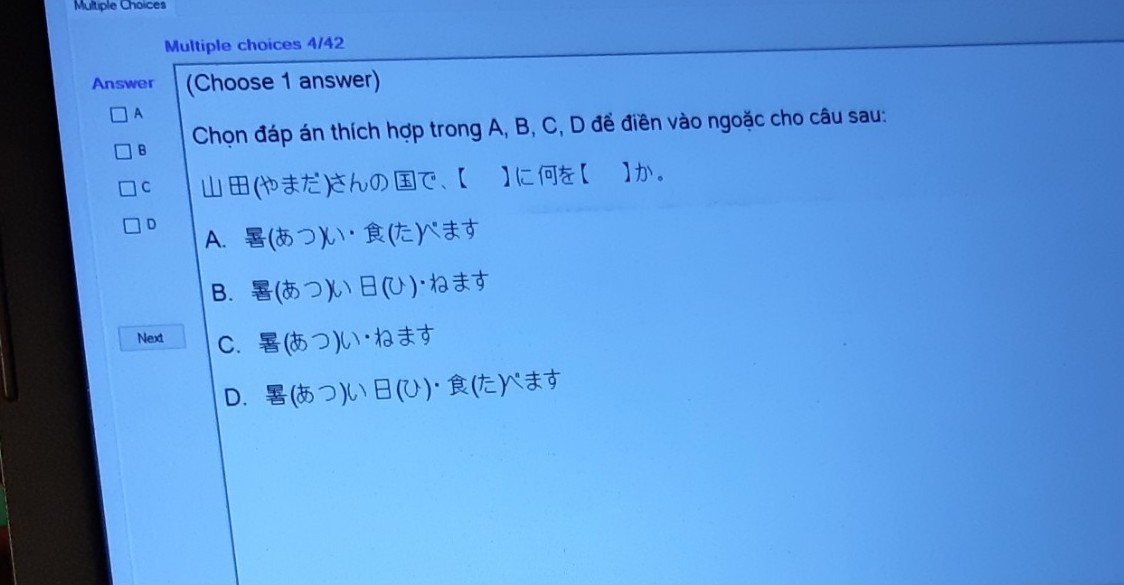 Multiple Choices
Multiple choices 4/42
Answer
(Choose 1 answer)
A
Chọn đáp án thích hợp trong A, B, C, D để điền vào ngoặc cho câu sau:
B
山田(やまだ)さんの国で、【 】に何を【 】か。
C
D
A. 暑(あつ)い・食(た)べます
B. 暑(あつ)い日(ひ)・ねます
Next
C. 暑(あつ)い・ねます
D. 暑(あつ)い日(ひ)・食(た)べます